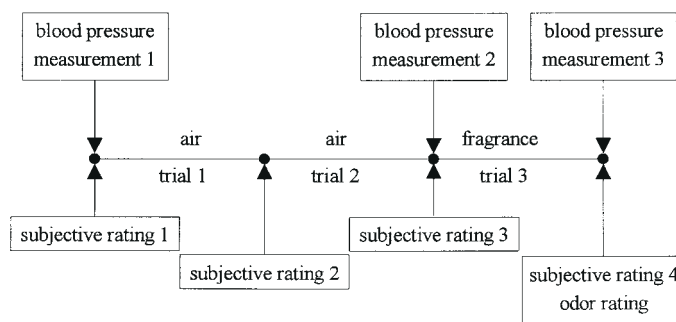 blood pressure
measurement 1
blood pressure
measurement 2
blood pressure
measurement 3
air
air
fragrance
trial 1
trial 2
trial 3
subjective rating 1
subjective rating 3
subjective rating 2
subjective rating 4
odor rating